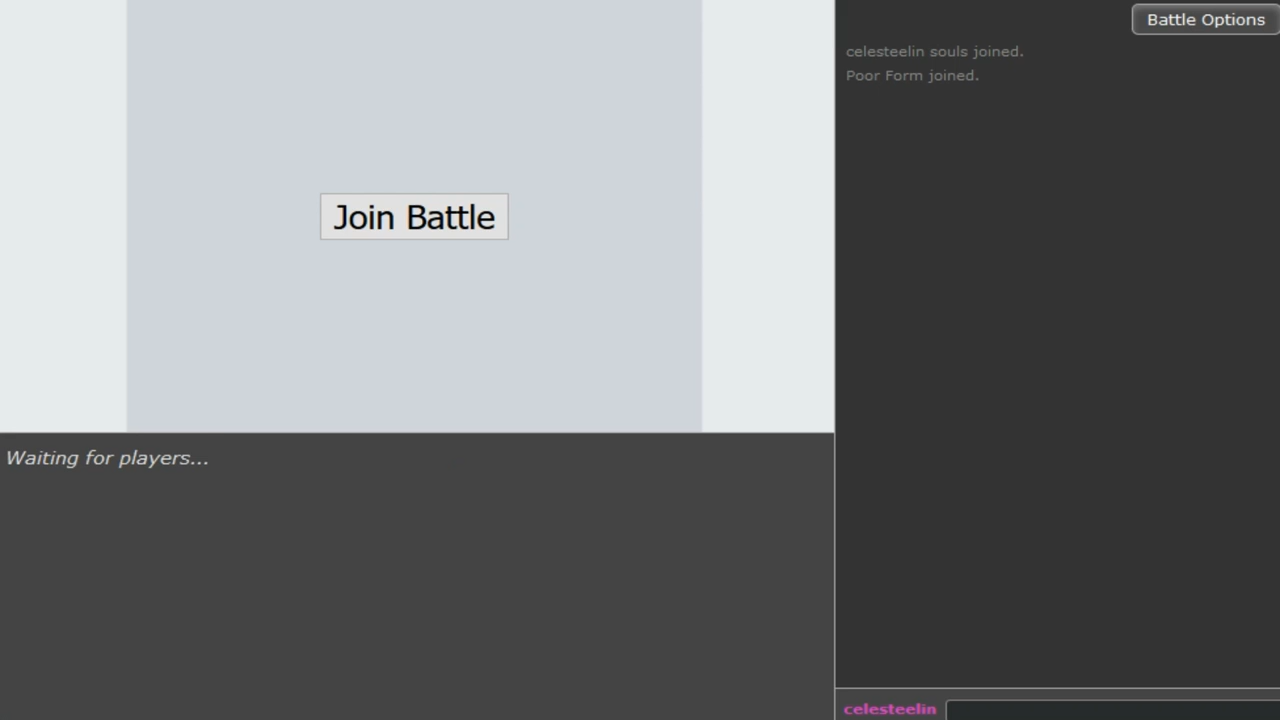 Battle Options
celesteelin souls joined.
Poor Form joined.
Join Battle
Waiting for players...
celesteelin